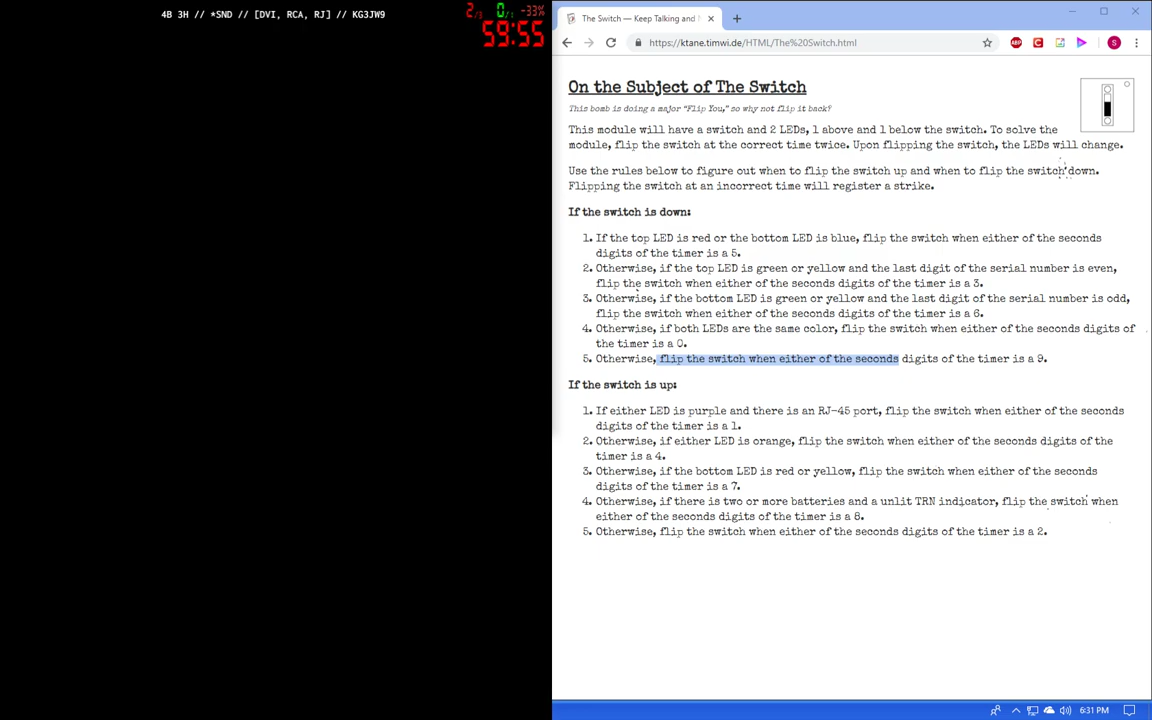 4B 3H // *SND // [DVI, RCA, RJ] // KG3JW9
-33%
59:55
The Switch — Keep Talking and
https://ktane.timwi.de/HTML/The%20Switch.html
ABP
C
S
On the Subject of The Switch
This bomb is doing a major “Flip You,” so why not flip it back?
This module will have a switch and 2 LEDs, 1 above and 1 below the switch. To solve the
module, flip the switch at the correct time twice. Upon flipping the switch, the LEDs will change.
Use the rules below to figure out when to flip the switch up and when to flip the switch down.
Flipping the switch at an incorrect time will register a strike.
If the switch is down:
1. If the top LED is red or the bottom LED is blue, flip the switch when either of the seconds
digits of the timer is a 5.
2. Otherwise, if the top LED is green or yellow and the last digit of the serial number is even,
flip the switch when either of the seconds digits of the timer is a 3.
3. Otherwise, if the bottom LED is green or yellow and the last digit of the serial number is odd,
flip the switch when either of the seconds digits of the timer is a 6.
4. Otherwise, if both LEDs are the same color, flip the switch when either of the seconds digits of
the timer is a 0.
5. Otherwise, flip the switch when either of the seconds digits of the timer is a 9.
If the switch is up:
1. If either LED is purple and there is an RJ-45 port, flip the switch when either of the seconds
digits of the timer is a 1.
2. Otherwise, if either LED is orange, flip the switch when either of the seconds digits of the
timer is a 4.
3. Otherwise, if the bottom LED is red or yellow, flip the switch when either of the seconds
digits of the timer is a 7.
4. Otherwise, if there is two or more batteries and a unlit TRN indicator, flip the switch when
either of the seconds digits of the timer is a 8.
5. Otherwise, flip the switch when either of the seconds digits of the timer is a 2.
6:31 PM